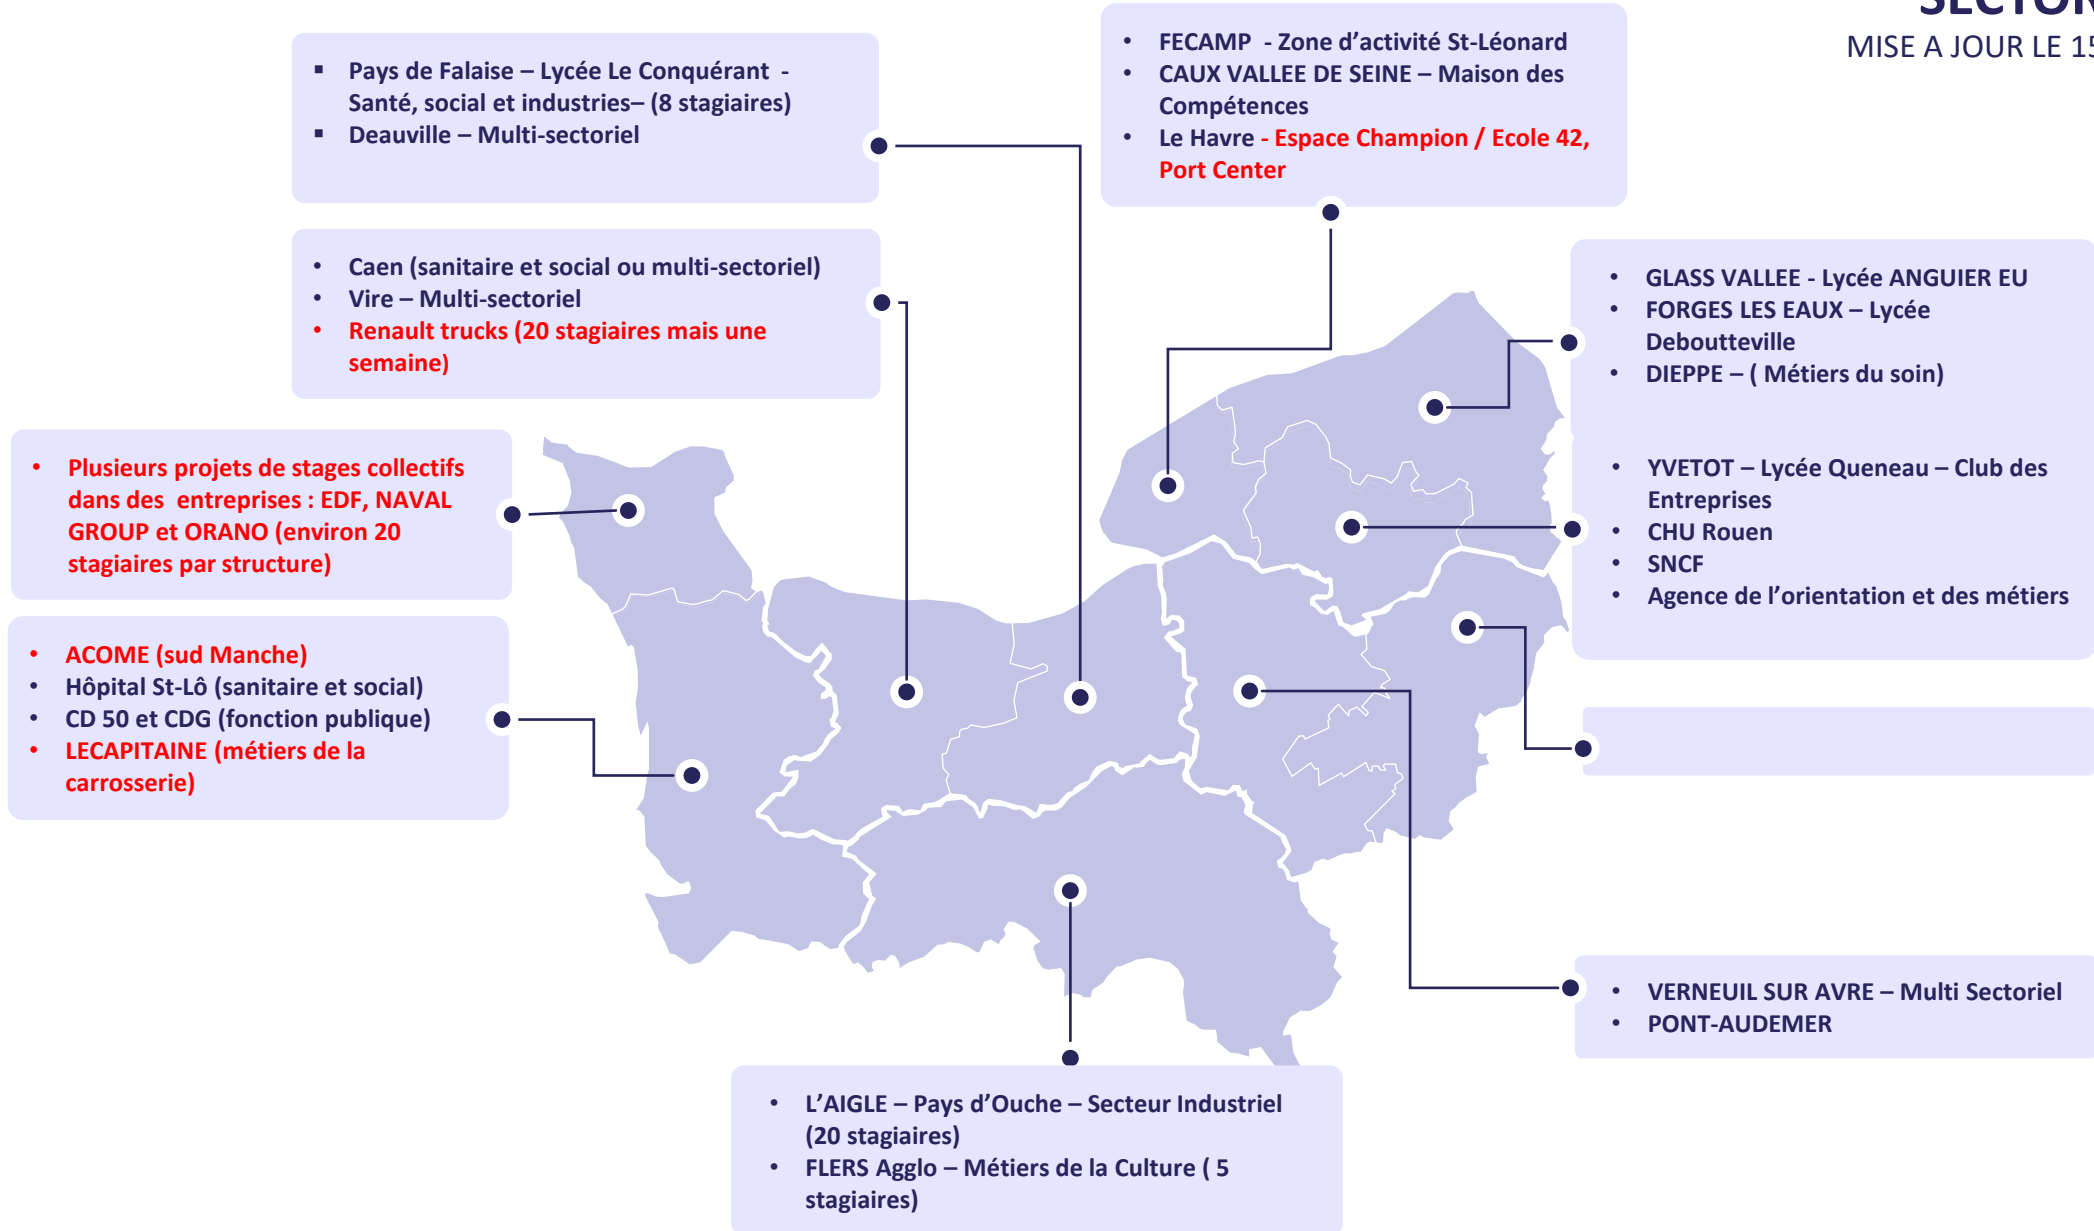 SECTOR
MISE A JOUR LE 15
▪ Pays de Falaise – Lycée Le Conquérant -
Santé, social et industries– (8 stagiaires)
▪ Deauville – Multi-sectoriel
• FECAMP - Zone d’activité St-Léonard
• CAUX VALLEE DE SEINE – Maison des
Compétences
• Le Havre - Espace Champion / Ecole 42,
Port Center
• Caen (sanitaire et social ou multi-sectoriel)
• Vire – Multi-sectoriel
• Renault trucks (20 stagiaires mais une
semaine)
• GLASS VALLEE - Lycée ANGUIER EU
• FORGES LES EAUX – Lycée
Deboutteville
• DIEPPE – ( Métiers du soin)
• Plusieurs projets de stages collectifs
dans des entreprises : EDF, NAVAL
GROUP et ORANO (environ 20
stagiaires par structure)
• YVETOT – Lycée Queneau – Club des
Entreprises
• CHU Rouen
• SNCF
• Agence de l’orientation et des métiers
• ACOME (sud Manche)
• Hôpital St-Lô (sanitaire et social)
• CD 50 et CDG (fonction publique)
• LECAPITAINE (métiers de la
carrosserie)
• VERNEUIL SUR AVRE – Multi Sectoriel
• PONT-AUDEMER
• L’AIGLE – Pays d’Ouche – Secteur Industriel
(20 stagiaires)
• FLERS Agglo – Métiers de la Culture ( 5
stagiaires)